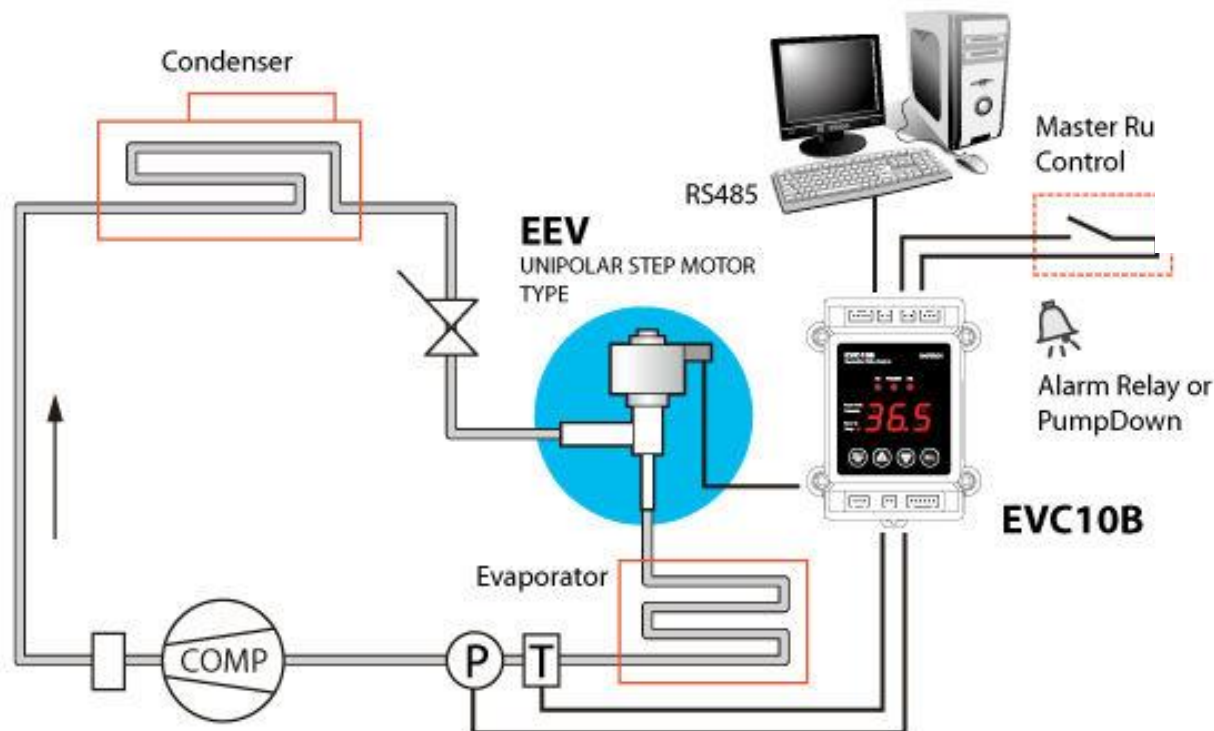 Condenser
RS485
Master Ru
Control
EEV
UNIPOLAR STEP MOTOR
TYPE
EVC10B
36.5
Alarm Relay or
PumpDown
EVC10B
Evaporator
COMP
P
T